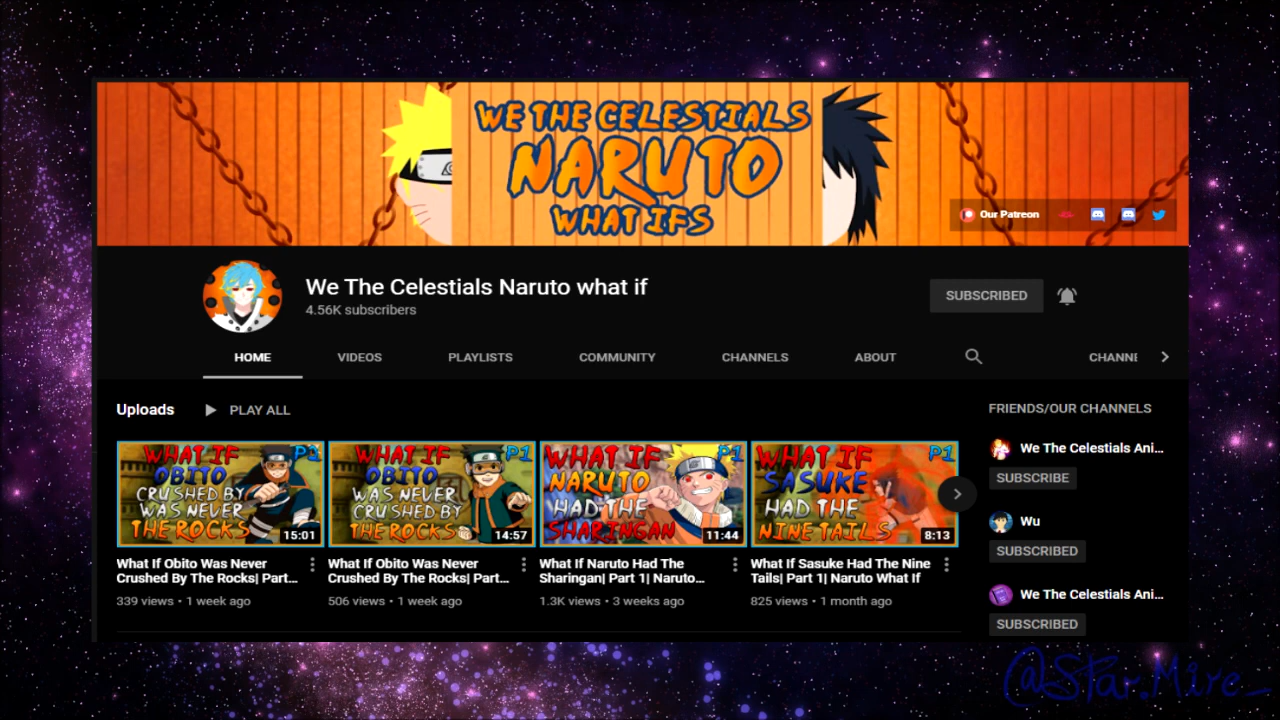 WE THE CELESTIALS
NARUTO
WHAT IFS
Our Patreon
We The Celestials Naruto what if
4.56K subscribers
SUBSCRIBED
HOME VIDEOS PLAYLISTS COMMUNITY CHANNELS ABOUT CHANNE
Uploads PLAY ALL
FRIENDS/OUR CHANNELS
WHAT IF P1
OBITO
CRUSHED BY
WAS NEVER
THE ROCKS
15:01
WHAT IF P1
OBITO
WAS NEVER
CRUSHED BY
THE ROCKS
14:57
WHAT IF P1
NARUTO
HAD THE
SHARINGAN
11:44
WHAT IF P1
SASUKE
HAD THE
NINE TAILS
8:13
What If Obito Was Never
Crushed By The Rocks| Part...
339 views • 1 week ago
What If Obito Was Never
Crushed By The Rocks| Part...
506 views • 1 week ago
What If Naruto Had The
Sharingan| Part 1| Naruto...
1.3K views • 3 weeks ago
What If Sasuke Had The Nine
Tails| Part 1| Naruto What If
825 views • 1 month ago
We The Celestials Ani...
SUBSCRIBE
Wu
SUBSCRIBED
We The Celestials Ani...
SUBSCRIBED
@Star.Mire_